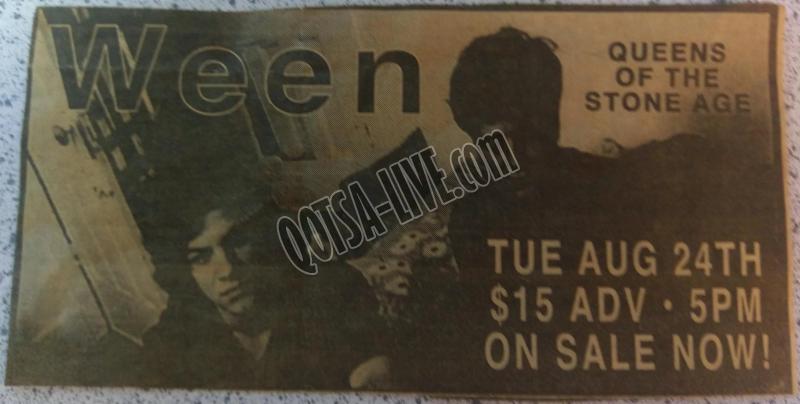 Ween
QUEENS
OF THE
STONE AGE
QOTSA-LIVE.com
TUE AUG 24TH
$15 ADV · 5PM
ON SALE NOW!